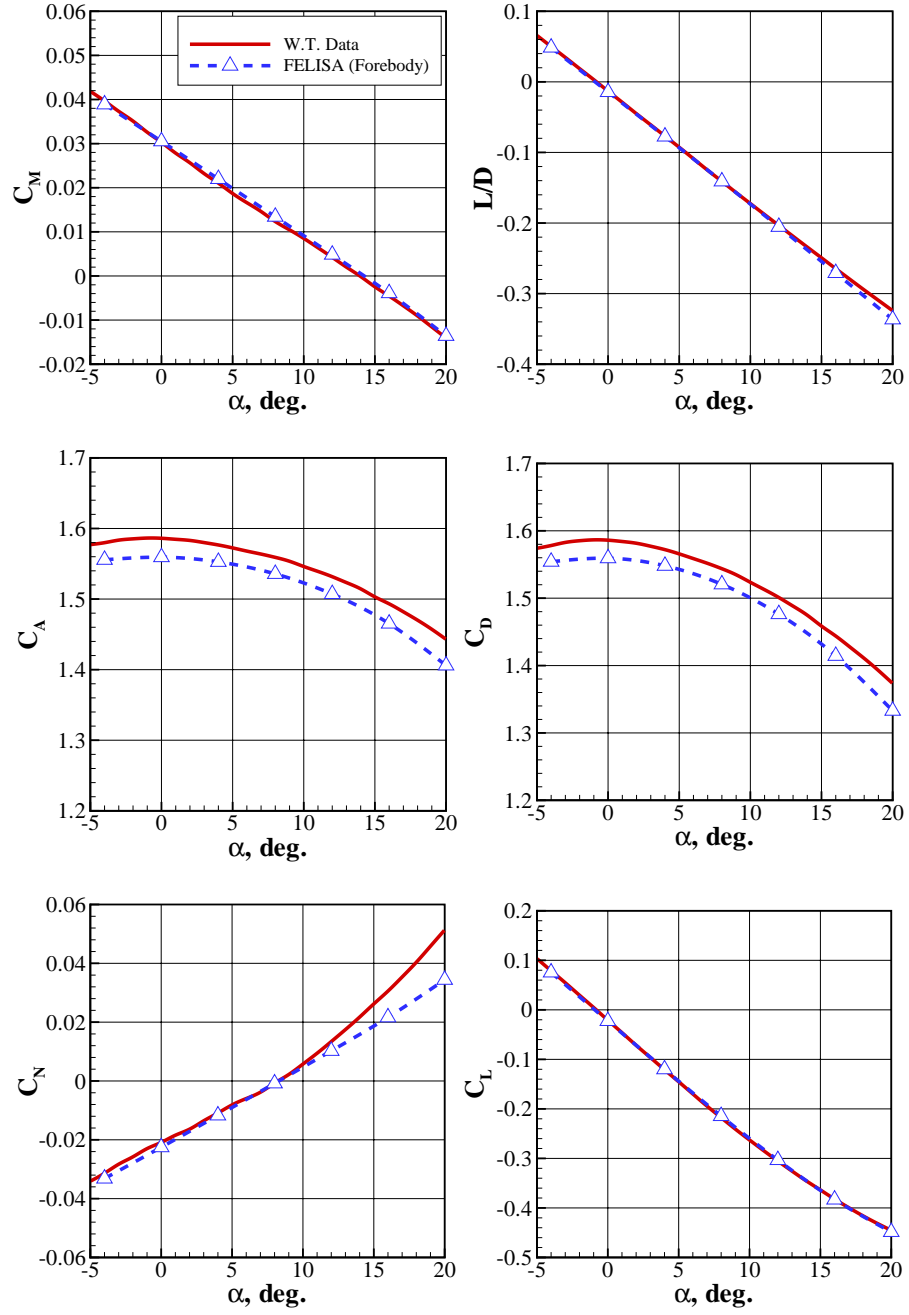 0.06
0.05
0.04
0.03
0.02
0.01
0
-0.01
-0.02
C_M
-5 0 5 10 15 20
α, deg.
W.T. Data
FELISA (Forebody)
0.1
0
-0.1
-0.2
-0.3
-0.4
L/D
-5 0 5 10 15 20
α, deg.
1.7
1.6
1.5
1.4
1.3
1.2
C_A
-5 0 5 10 15 20
α, deg.
1.7
1.6
1.5
1.4
1.3
1.2
C_D
-5 0 5 10 15 20
α, deg.
0.06
0.04
0.02
0
-0.02
-0.04
-0.06
C_N
-5 0 5 10 15 20
α, deg.
0.2
0.1
0
-0.1
-0.2
-0.3
-0.4
-0.5
C_L
-5 0 5 10 15 20
α, deg.